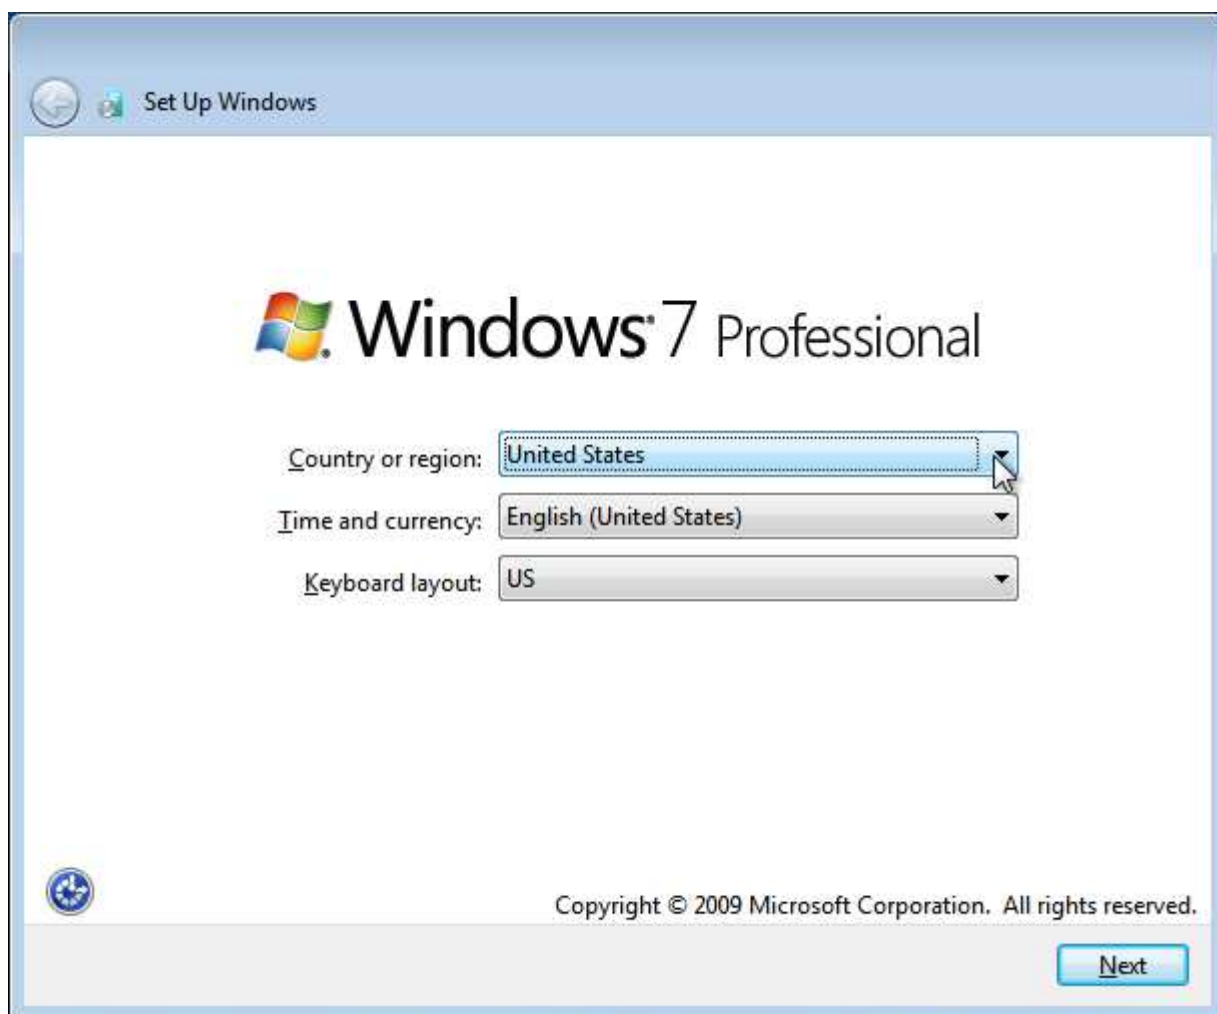 Set Up Windows
Windows® 7 Professional
Country or region: United States
Time and currency: English (United States)
Keyboard layout: US
Copyright © 2009 Microsoft Corporation. All rights reserved.
Next